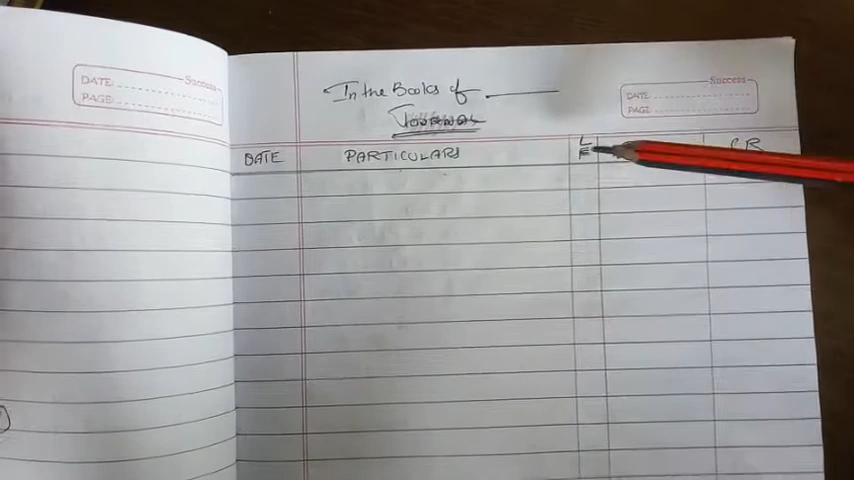 DATE Success
PAGE
In the Books of
Journal
DATE Success
PAGE
DATE PARTICULARS L F CR